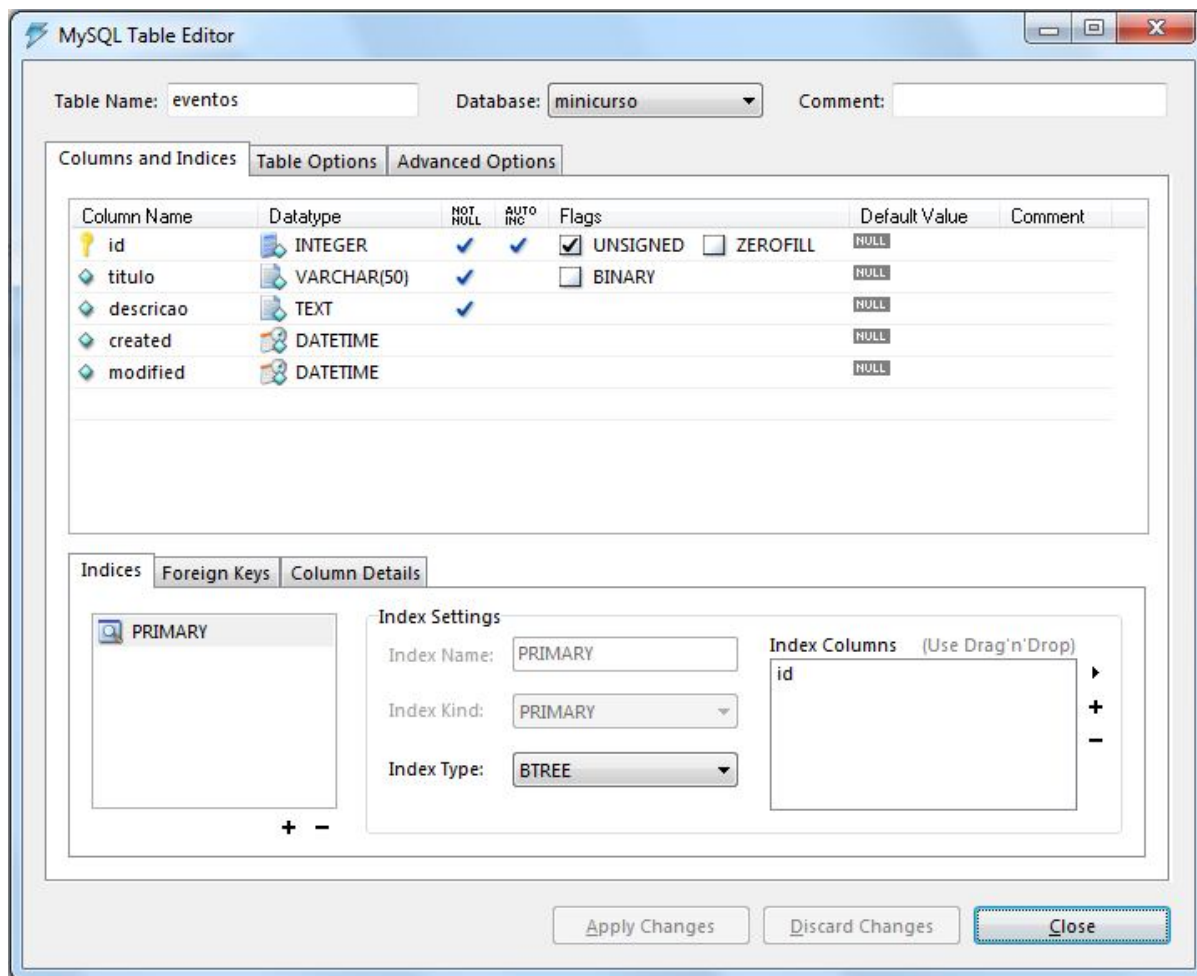 MySQL Table Editor
Table Name: eventos Database: minicurso Comment:
Columns and Indices Table Options Advanced Options
Column Name Datatype NOT NULL AUTO INC Flags Default Value Comment
id INTEGER UNSIGNED ZEROFILL NULL
titulo VARCHAR(50) BINARY NULL
descricao TEXT NULL
created DATETIME NULL
modified DATETIME NULL
Indices Foreign Keys Column Details
PRIMARY
Index Settings
Index Name: PRIMARY
Index Kind: PRIMARY
Index Type: BTREE
Index Columns (Use Drag'n'Drop)
id
Apply Changes Discard Changes Close